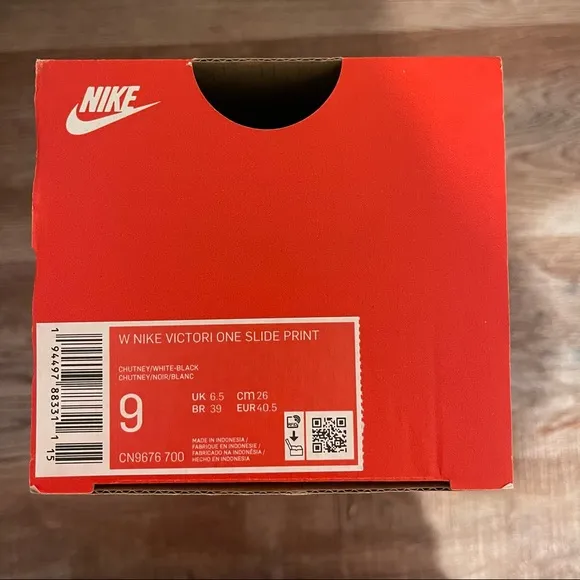 NIKE
W NIKE VICTORI ONE SLIDE PRINT
CHUTNEY/WHITE-BLACK
CHUTNEY/NOIR/BLANC
9
UK 6.5 cm 26
BR 39 EUR 40.5
MADE IN INDONESIA /
FABRIQUE EN INDONESIE /
FABRICADO NA INDONÉSIA /
HECHO EN INDONESIA
CN9676 700
1 94497 88331 1 15